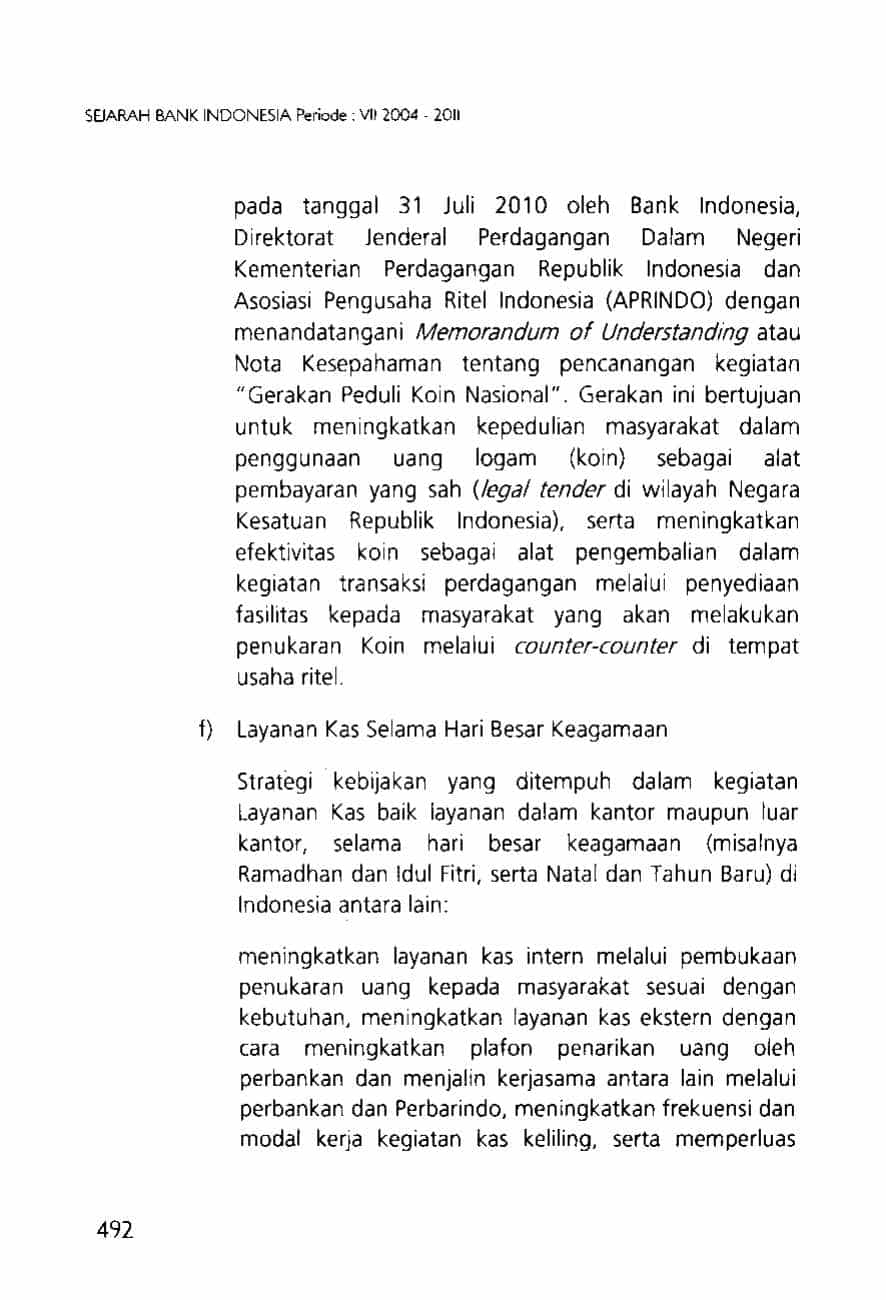 SEJARAH BANK INDONESIA Periode : VII 2004 - 2011
pada tanggal 31 Juli 2010 oleh Bank Indonesia,
Direktorat Jenderal Perdagangan Dalam Negeri
Kementerian Perdagangan Republik Indonesia dan
Asosiasi Pengusaha Ritel Indonesia (APRINDO) dengan
menandatangani Memorandum of Understanding atau
Nota Kesepahaman tentang pencanangan kegiatan
"Gerakan Peduli Koin Nasional". Gerakan ini bertujuan
untuk meningkatkan kepedulian masyarakat dalam
penggunaan uang logam (koin) sebagai alat
pembayaran yang sah (legal tender di wilayah Negara
Kesatuan Republik Indonesia), serta meningkatkan
efektivitas koin sebagai alat pengembalian dalam
kegiatan transaksi perdagangan melalui penyediaan
fasilitas kepada masyarakat yang akan melakukan
penukaran Koin melalui counter-counter di tempat
usaha ritel.
f) Layanan Kas Selama Hari Besar Keagamaan
Strategi kebijakan yang ditempuh dalam kegiatan
Layanan Kas baik layanan dalam kantor maupun luar
kantor, selama hari besar keagamaan (misalnya
Ramadhan dan Idul Fitri, serta Natal dan Tahun Baru) di
Indonesia antara lain:
meningkatkan layanan kas intern melalui pembukaan
penukaran uang kepada masyarakat sesuai dengan
kebutuhan, meningkatkan layanan kas ekstern dengan
cara meningkatkan plafon penarikan uang oleh
perbankan dan menjalin kerjasama antara lain melalui
perbankan dan Perbarindo, meningkatkan frekuensi dan
modal kerja kegiatan kas keliling, serta memperluas
492